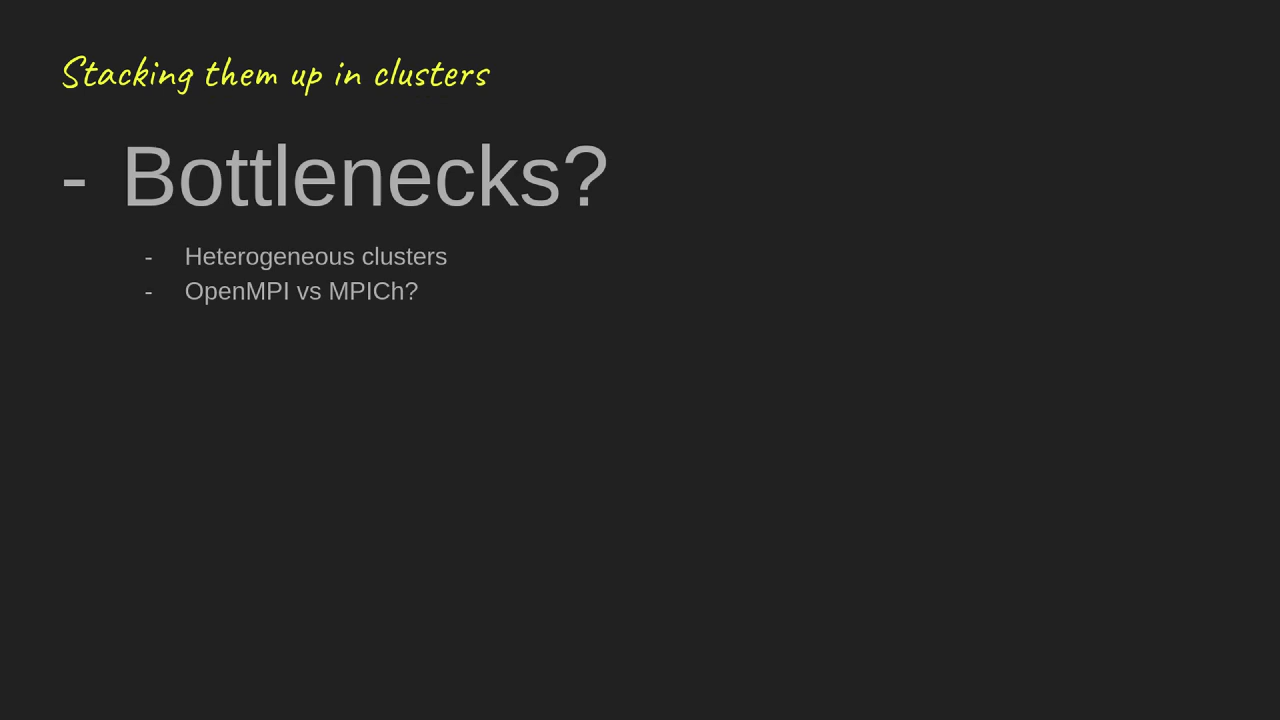 Stacking them up in clusters
- Bottlenecks?
- Heterogeneous clusters
- OpenMPI vs MPICh?